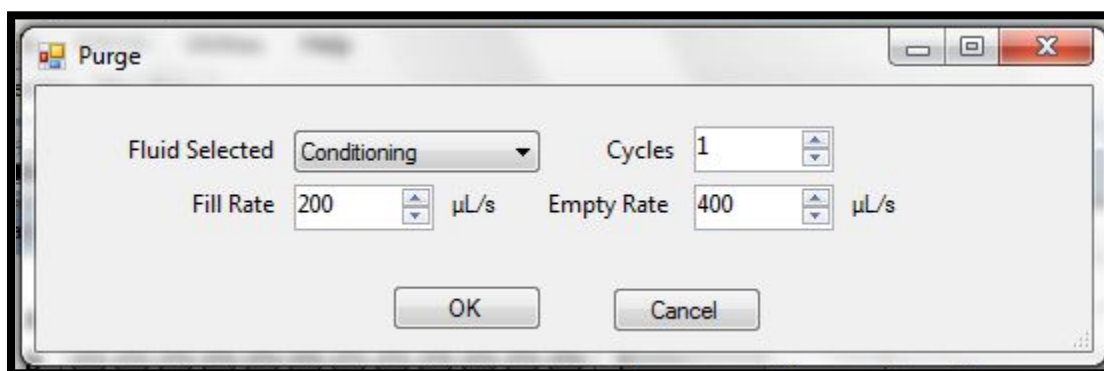 Purge
Fluid Selected Conditioning Cycles 1
Fill Rate 200 µL/s Empty Rate 400 µL/s
OK Cancel